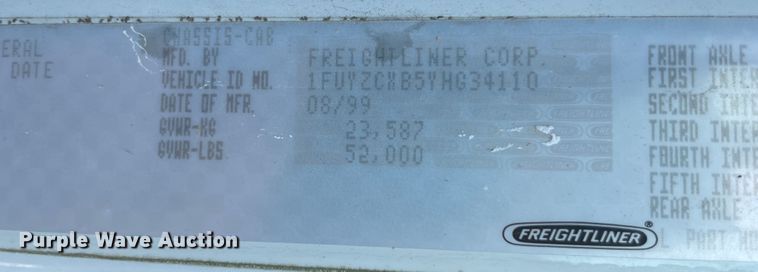 CHASSIS-CAB
ERAL
DATE
MFD. BY FREIGHTLINER CORP.
VEHICLE ID NO. 1FUYZCXB5YHG34110
DATE OF MFR. 08/99
GVWR-KG 23,587
GVWR-LBS 52,000
FRONT AXLE
FIRST INTER
SECOND INTE
THIRD INTER
FOURTH INTE
FIFTH INTER
REAR AXLE
L PART NO
FREIGHTLINER
Purple Wave Auction